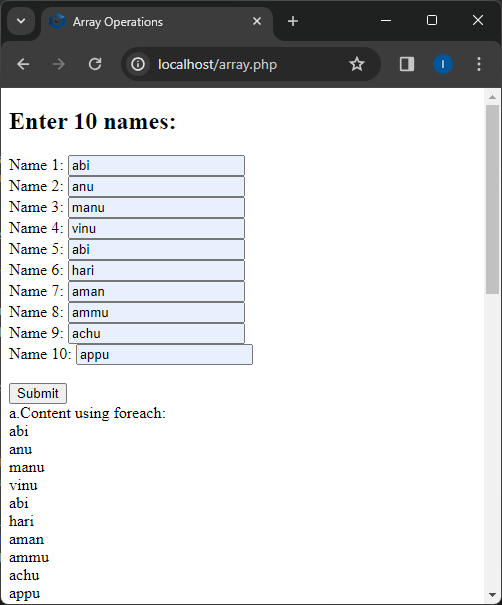 Array Operations
localhost/array.php
I
Enter 10 names:
Name 1: abi
Name 2: anu
Name 3: manu
Name 4: vinu
Name 5: abi
Name 6: hari
Name 7: aman
Name 8: ammu
Name 9: achu
Name 10: appu
Submit
a.Content using foreach:
abi
anu
manu
vinu
abi
hari
aman
ammu
achu
appu